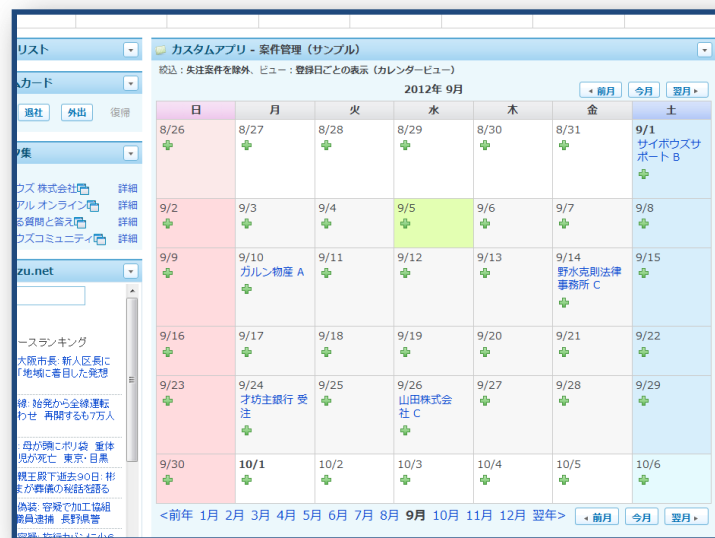 リスト
ムカード
退社 外出 復帰
ク集
ウズ 株式会社 詳細
アル オンライン 詳細
る質問と答え 詳細
ウズコミュニティ 詳細
zu.net
ースランキング
大阪市長: 新人区長に
「地域に着目した発想
線: 始発から全線運転
わせ 再開するも7万人
: 母が頭にポリ袋 重体
児が死亡 東京・目黒
親王殿下逝去90日: 彬
まが葬儀の秘話を語る
偽装: 容疑で加工協組
職員逮捕 長野県警
カスタムアプリ - 案件管理（サンプル）
絞込：失注案件を除外、ビュー：登録日ごとの表示（カレンダービュー）
2012年 9月
前月 今月 翌月
日 月 火 水 木 金 土
8/26 8/27 8/28 8/29 8/30 8/31 9/1
サイボウズサ
ポート B
9/2 9/3 9/4 9/5 9/6 9/7 9/8
9/9 9/10 9/11 9/12 9/13 9/14 9/15
ガルン物産 A 野水克則法律
事務所 C
9/16 9/17 9/18 9/19 9/20 9/21 9/22
9/23 9/24 9/25 9/26 9/27 9/28 9/29
才坊主銀行 受 山田株式会
注 社 C
9/30 10/1 10/2 10/3 10/4 10/5 10/6
<前年 1月 2月 3月 4月 5月 6月 7月 8月 9月 10月 11月 12月 翌年> 前月 今月 翌月